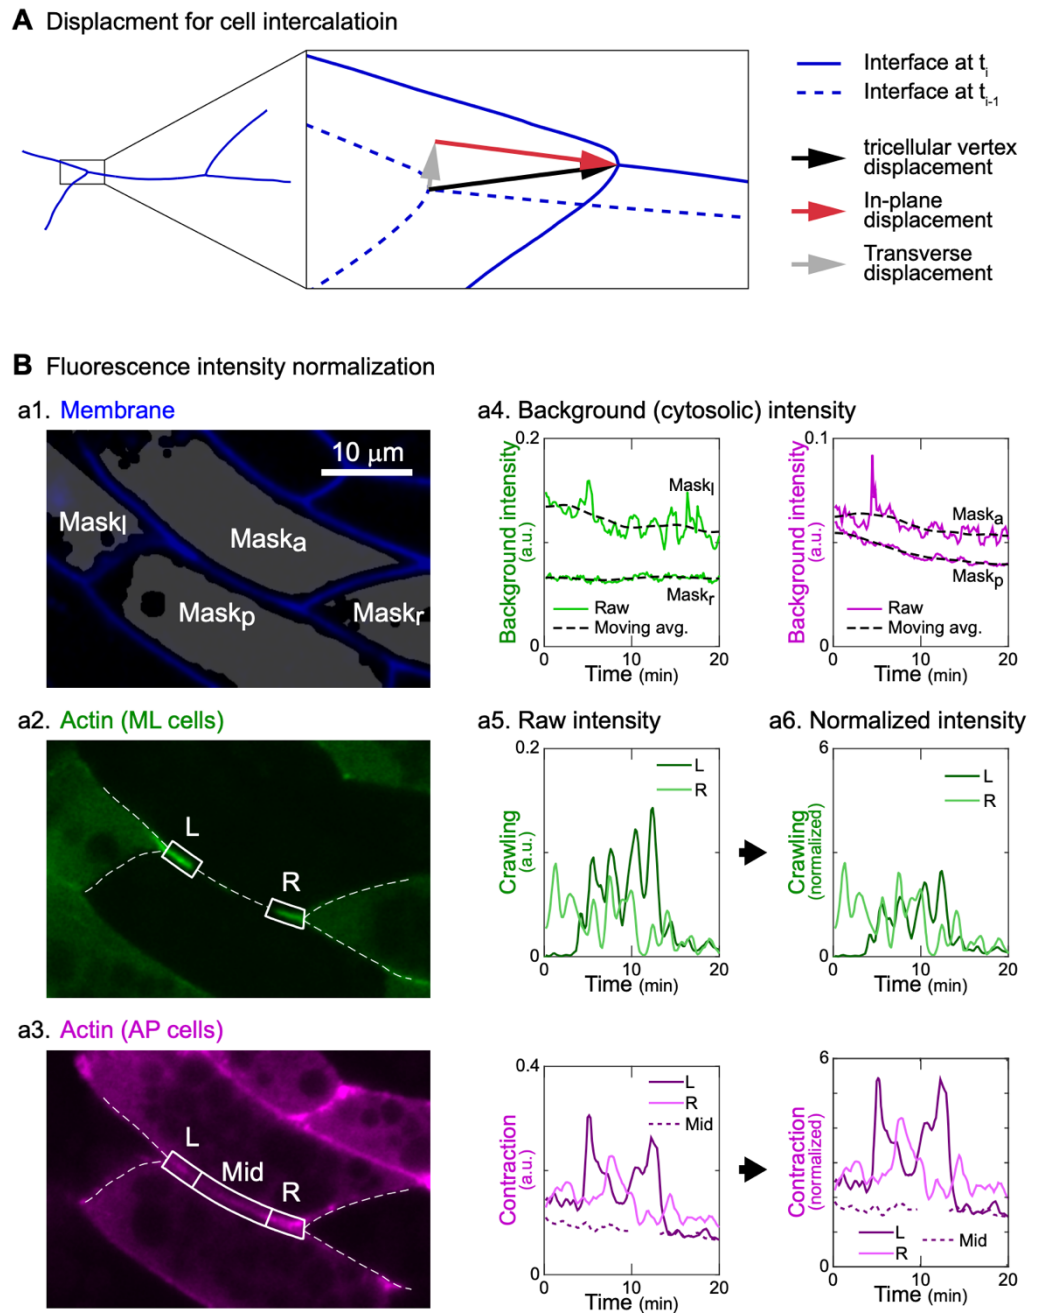 A Displacment for cell intercalatioin
Interface at ti
Interface at ti-1
tricellular vertex
displacement
In-plane
displacement
Transverse
displacement
B Fluorescence intensity normalization
a1. Membrane
10 μm
Maskl
Maska
Maskp
Maskr
a4. Background (cytosolic) intensity
Background intensity
(a.u.)
0.2
0
Maskl
Maskr
Raw
Moving avg.
0 10 20
Time (min)
Background intensity
(a.u.)
0.1
0
Maska
Maskp
Raw
Moving avg.
0 10 20
Time (min)
a2. Actin (ML cells)
L
R
a5. Raw intensity
Crawling
(a.u.)
0.2
0
L
R
0 10 20
Time (min)
a6. Normalized intensity
Crawling
(normalized)
6
0
L
R
0 10 20
Time (min)
a3. Actin (AP cells)
L
Mid
R
Contraction
(a.u.)
0.4
0
L
R
Mid
0 10 20
Time (min)
Contraction
(normalized)
6
0
L
R
Mid
0 10 20
Time (min)